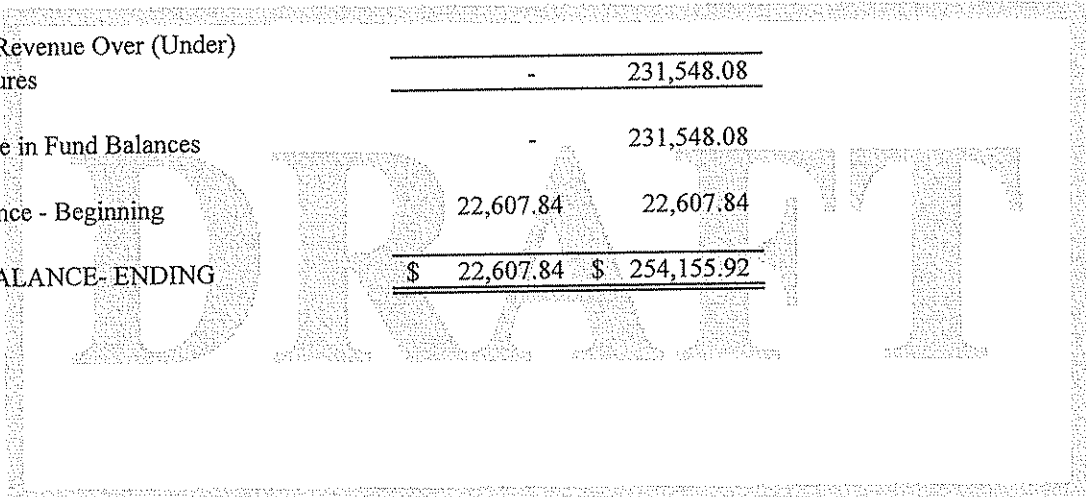 Revenue Over (Under)
ures - 231,548.08
e in Fund Balances - 231,548.08
nce - Beginning 22,607.84 22,607.84
ALANCE- ENDING $ 22,607.84 $ 254,155.92
DRAFT